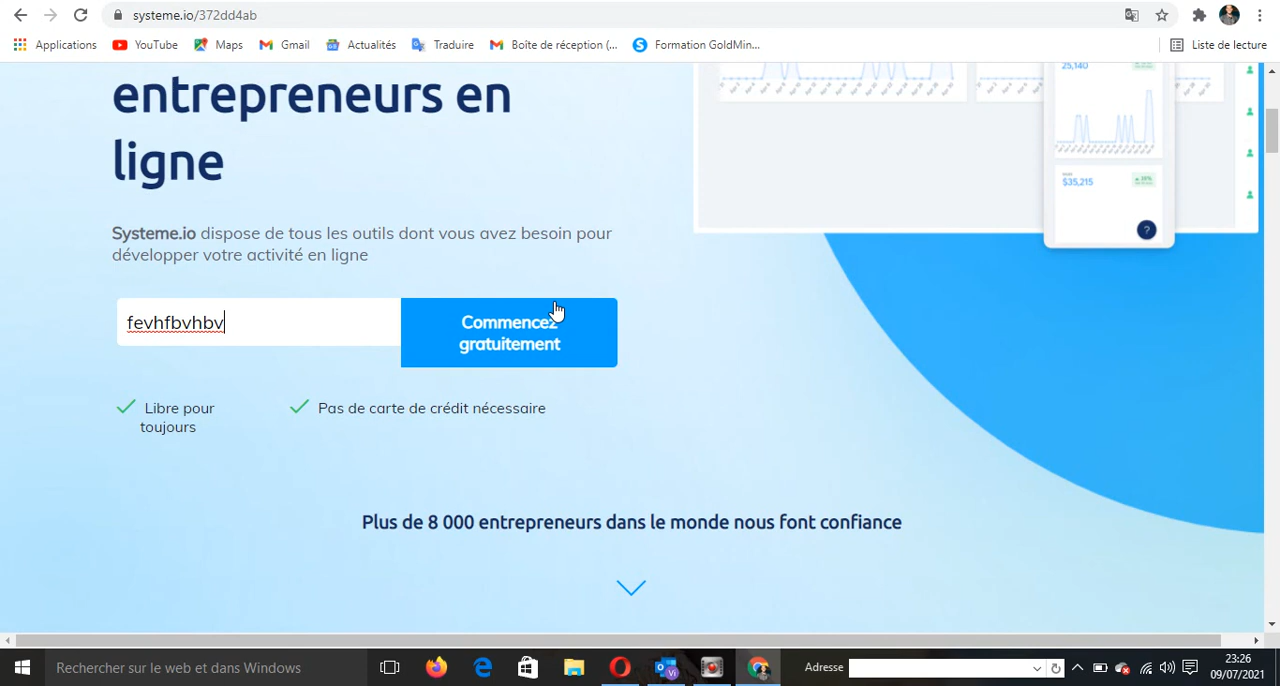 systeme.io/372dd4ab
Applications YouTube Maps Gmail Actualités Traduire Boîte de réception (... Formation GoldMin... Liste de lecture
entrepreneurs en
ligne
25,140
$35,215
?
Systeme.io dispose de tous les outils dont vous avez besoin pour
développer votre activité en ligne
fevhfbvhbv
Commencez
gratuitement
Libre pour
toujours
Pas de carte de crédit nécessaire
Plus de 8 000 entrepreneurs dans le monde nous font confiance
Rechercher sur le web et dans Windows
Adresse
23:26
09/07/2021